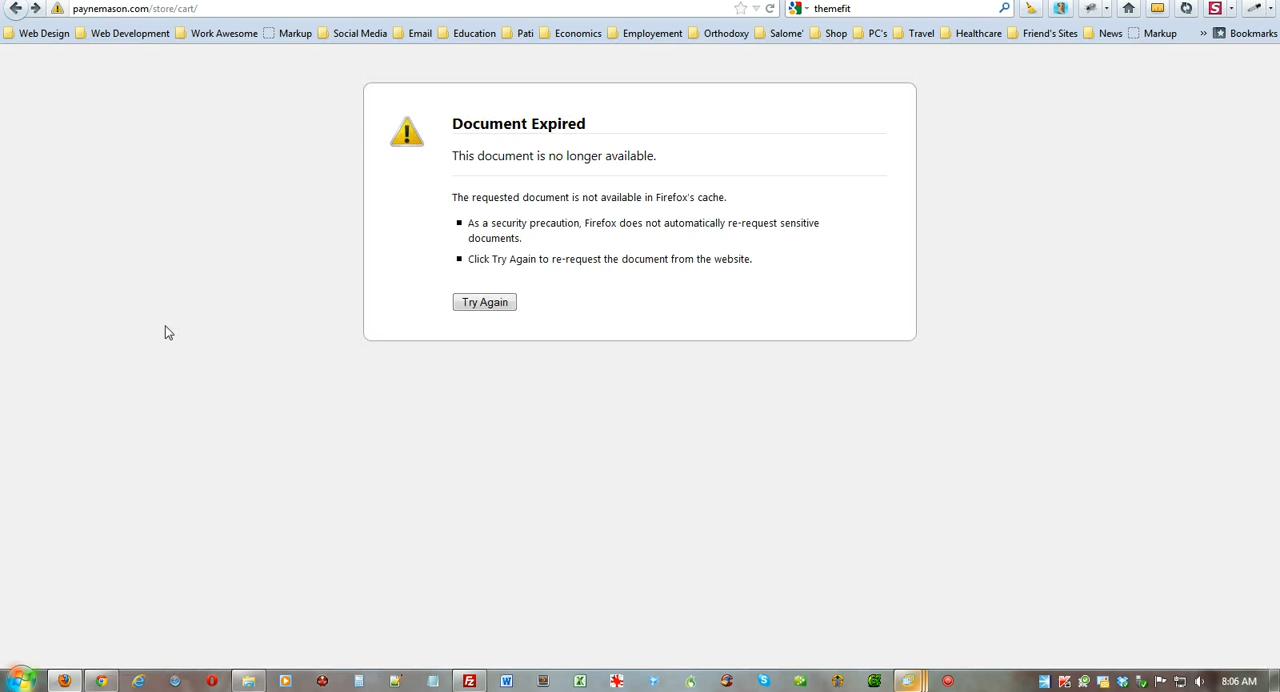 paynemason.com/store/cart/
themefit
Web Design Web Development Work Awesome Markup Social Media Email Education Pati Economics Employement Orthodoxy Salome' Shop PC's Travel Healthcare Friend's Sites News Markup » Bookmarks
Document Expired
This document is no longer available.
The requested document is not available in Firefox's cache.
As a security precaution, Firefox does not automatically re-request sensitive
documents.
Click Try Again to re-request the document from the website.
Try Again
8:06 AM